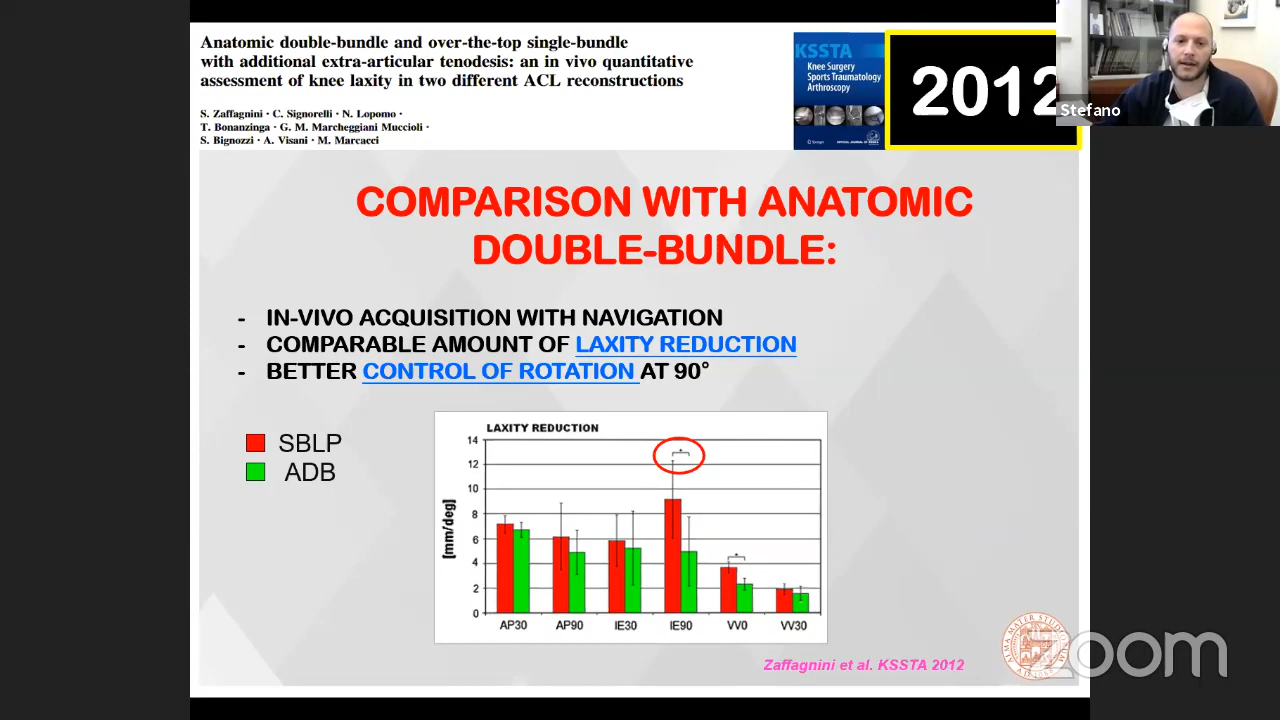 Anatomic double-bundle and over-the-top single-bundle
with additional extra-articular tenodesis: an in vivo quantitative
assessment of knee laxity in two different ACL reconstructions
S. Zaffagnini · C. Signorelli · N. Lopomo ·
T. Bonanzinga · G. M. Marcheggiani Muccioli ·
S. Bignozzi · A. Visani · M. Marcacci
KSSTA
Knee Surgery
Sports Traumatology
Arthroscopy
Springer
2012
Stefano
COMPARISON WITH ANATOMIC
DOUBLE-BUNDLE:
- IN-VIVO ACQUISITION WITH NAVIGATION
- COMPARABLE AMOUNT OF LAXITY REDUCTION
- BETTER CONTROL OF ROTATION AT 90°
SBLP
ADB
LAXITY REDUCTION
[mm/deg]
14
12
10
8
6
4
2
0
*
*
AP30 AP90 IE30 IE90 VV0 VV30
Zaffagnini et al. KSSTA 2012
zoom